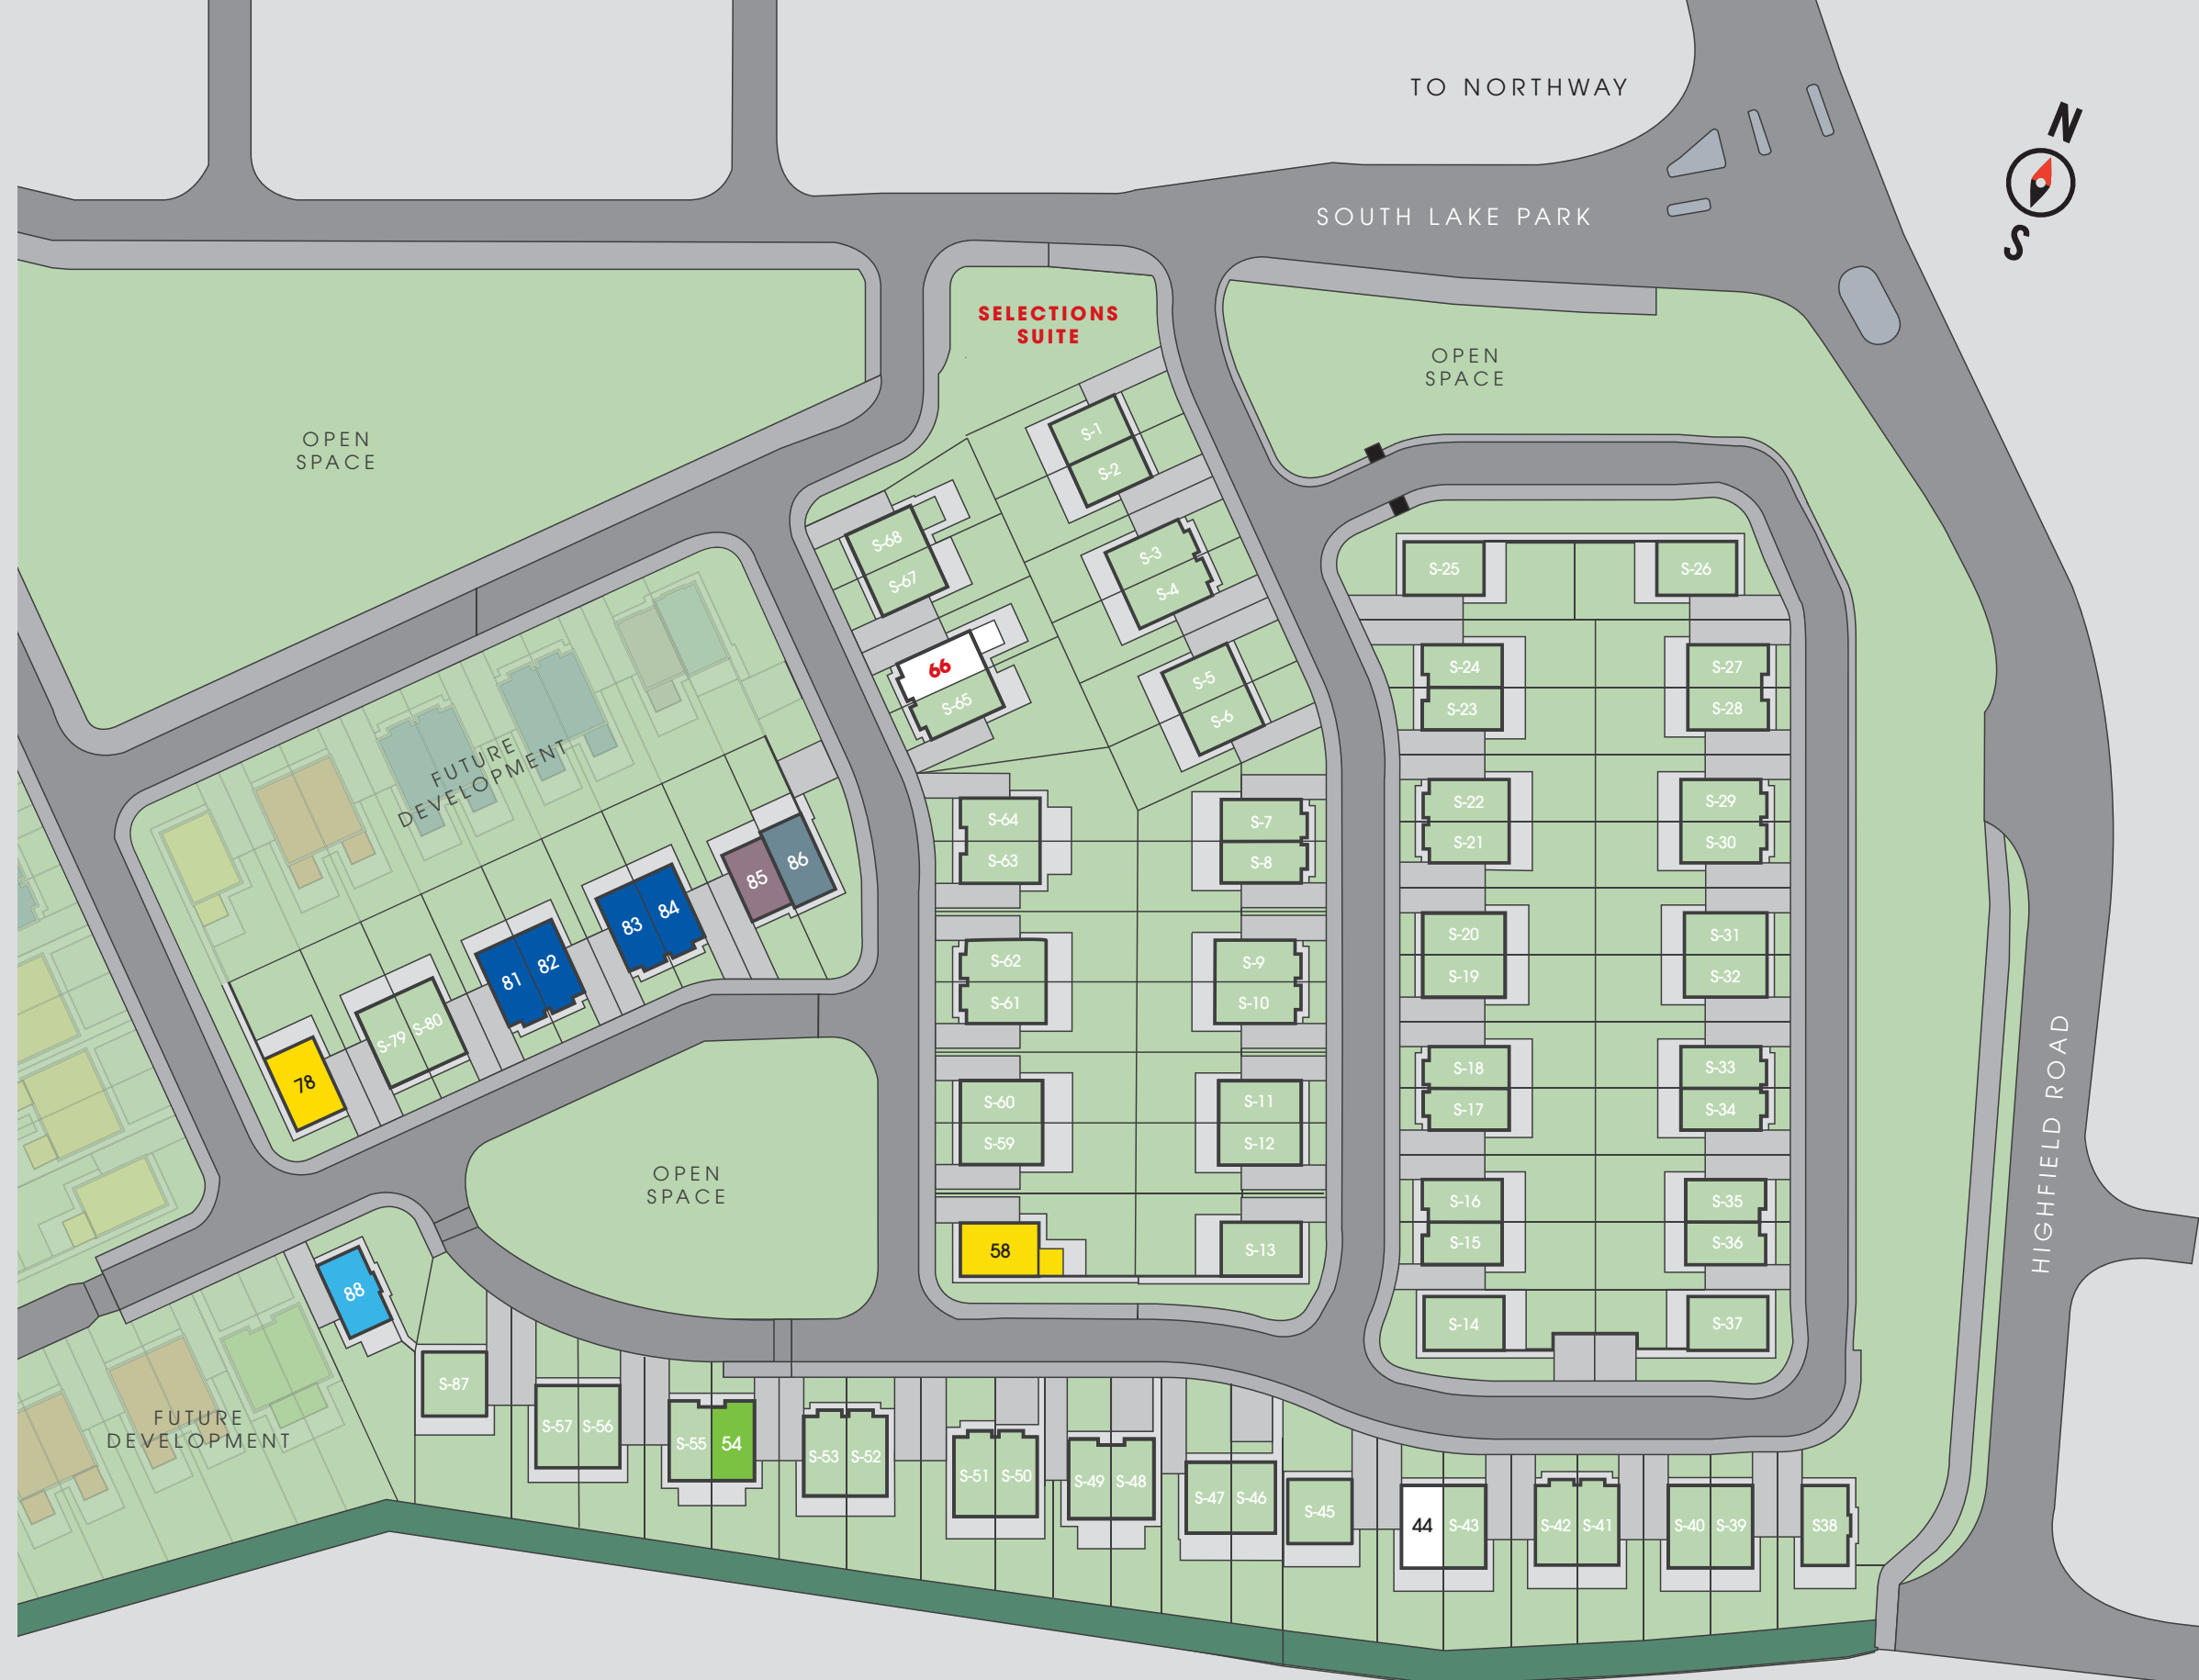 TO NORTHWAY
N
S
SOUTH LAKE PARK
SELECTIONS
SUITE
OPEN
SPACE
OPEN
SPACE
S-1
S-2
S-68
S-67
S-3
S-4
S-25
S-26
66
S-65
S-5
S-6
S-24
S-23
S-27
S-28
FUTURE
DEVELOPMENT
S-64
S-63
S-7
S-8
S-22
S-21
S-29
S-30
85
86
83
84
81
82
S-79
S-80
78
S-62
S-61
S-9
S-10
S-20
S-19
S-31
S-32
S-60
S-59
S-11
S-12
S-18
S-17
S-33
S-34
HIGHFIELD ROAD
OPEN
SPACE
58
S-13
S-16
S-15
S-35
S-36
88
S-14
S-37
S-87
FUTURE
DEVELOPMENT
S-57
S-56
S-55
54
S-53
S-52
S-51
S-50
S-49
S-48
S-47
S-46
S-45
44
S-43
S-42
S-41
S-40
S-39
S38